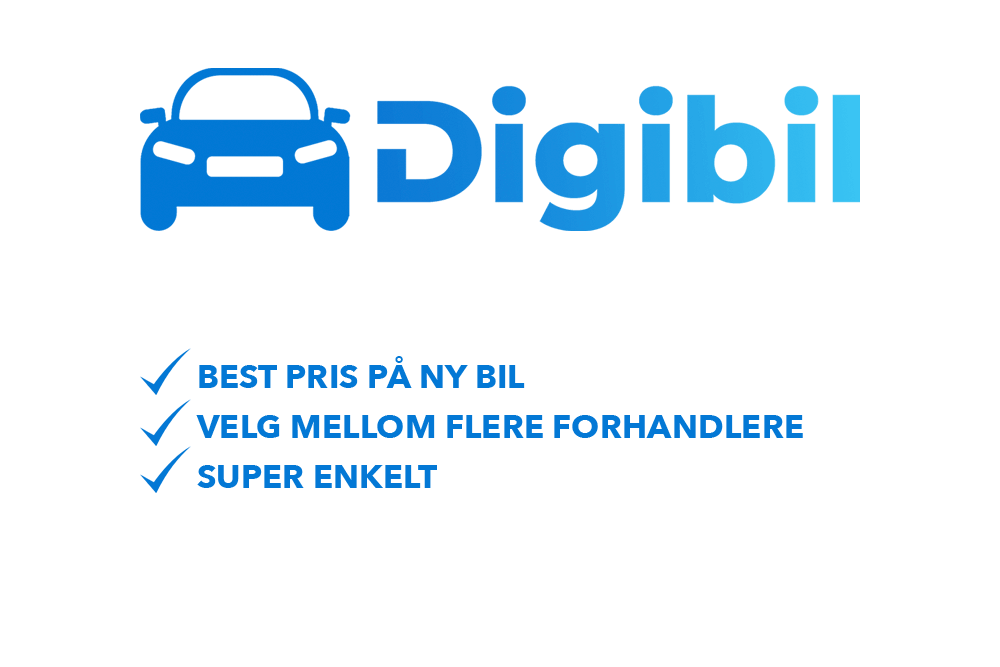 Digibil
BEST PRIS PÅ NY BIL
VELG MELLOM FLERE FORHANDLERE
SUPER ENKELT